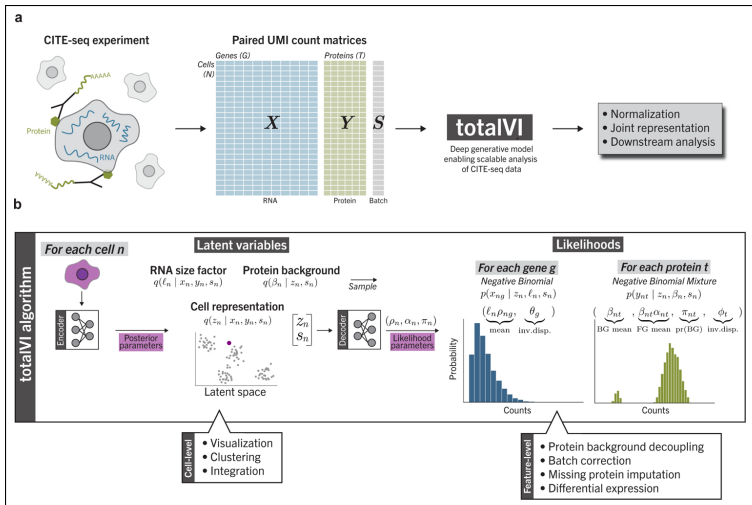 a
CITE-seq experiment
Paired UMI count matrices
Genes (G)
Proteins (T)
Cells
(N)
AAAAA
Protein
RNA
X
Y
S
RNA
Protein
Batch
totalVI
Deep generative model
enabling scalable analysis
of CITE-seq data
• Normalization
• Joint representation
• Downstream analysis
b
totalVI algorithm
For each cell n
Latent variables
Likelihoods
RNA size factor
q(ℓₙ | xₙ, yₙ, sₙ)
Protein background
q(βₙ | zₙ, sₙ)
Sample
Cell representation
q(zₙ | xₙ, yₙ, sₙ)
Encoder
Posterior
parameters
Latent space
zₙ
sₙ
Decoder
(ρₙ, αₙ, πₙ)
Likelihood
parameters
For each gene g
Negative Binomial
p(xₙg | zₙ, ℓₙ, sₙ)
(ℓₙρₙg, θg)
mean inv.disp.
Probability
Counts
For each protein t
Negative Binomial Mixture
p(yₙₜ | zₙ, βₙ, sₙ)
(βₙₜ, βₙₜαₙₜ, πₙₜ, ϕₜ)
BG mean FG mean pr(BG) inv.disp.
Counts
Cell-level
• Visualization
• Clustering
• Integration
Feature-level
• Protein background decoupling
• Batch correction
• Missing protein imputation
• Differential expression